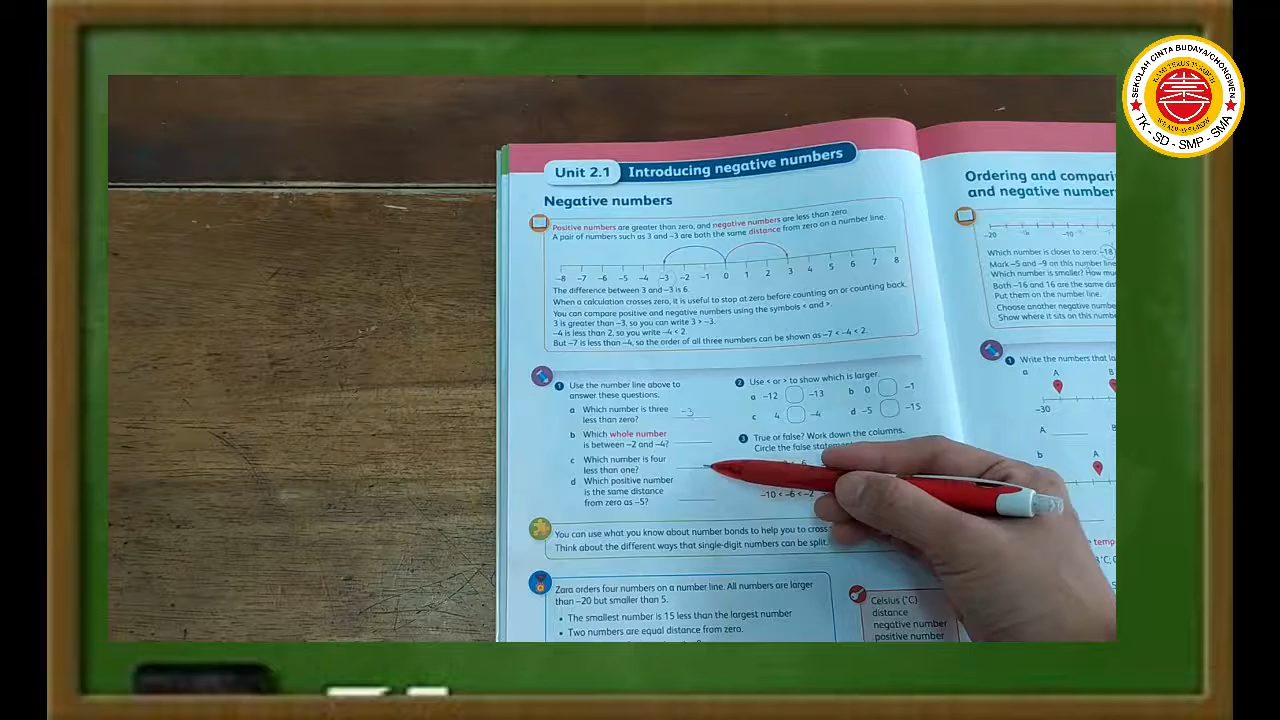 SEKOLAH CINTA BUDAYA/CHONGWEN
TK - SD - SMP - SMA
Unit 2.1 Introducing negative numbers
Negative numbers
Positive numbers are greater than zero, and negative numbers are less than zero.
A pair of numbers such as 3 and –3 are both the same distance from zero on a number line.
–8 –7 –6 –5 –4 –3 –2 –1 0 1 2 3 4 5 6 7 8
The difference between 3 and –3 is 6.
When a calculation crosses zero, it is useful to stop at zero before counting on or counting back.
You can compare positive and negative numbers using the symbols < and >.
3 is greater than –3, so you can write 3 > –3.
–4 is less than 2, so you write –4 < 2.
But –7 is less than –4, so the order of all three numbers can be shown as –7 < –4 < 2.
1 Use the number line above to
answer these questions.
a Which number is three
less than zero? –3
b Which whole number
is between –2 and –4?
c Which number is four
less than one?
d Which positive number
is the same distance
from zero as –5?
2 Use < or > to show which is larger.
a –12 –13 b 0 –1
c 4 –4 d –5 –15
3 True or false? Work down the columns.
Circle the false
–10 < –6 < –2
You can use what you know about number bonds to help you to cross
Think about the different ways that single-digit numbers can be split.
Zara orders four numbers on a number line. All numbers are larger
than –20 but smaller than 5.
• The smallest number is 15 less than the largest number
• Two numbers are equal distance from zero.
Celsius (°C)
distance
negative number
positive number
Ordering and
and negative
–20 –10
Which number is closer to zero: –18
Mark –5 and –9 on this number
Which number is smaller? How
Both –16 and 16 are the same
Put them on the number line.
Choose another negative
Show where it sits on this
1 Write the numbers that
a A B
–30
A
b A